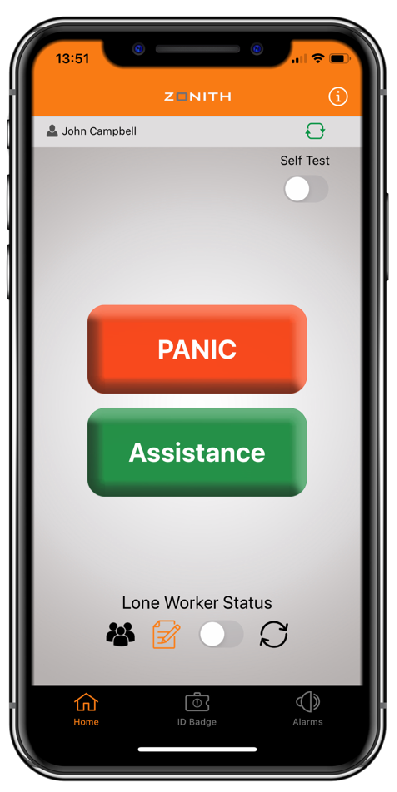 13:51
ZONITH
John Campbell
Self Test
PANIC
Assistance
Lone Worker Status
Home
ID Badge
Alarms